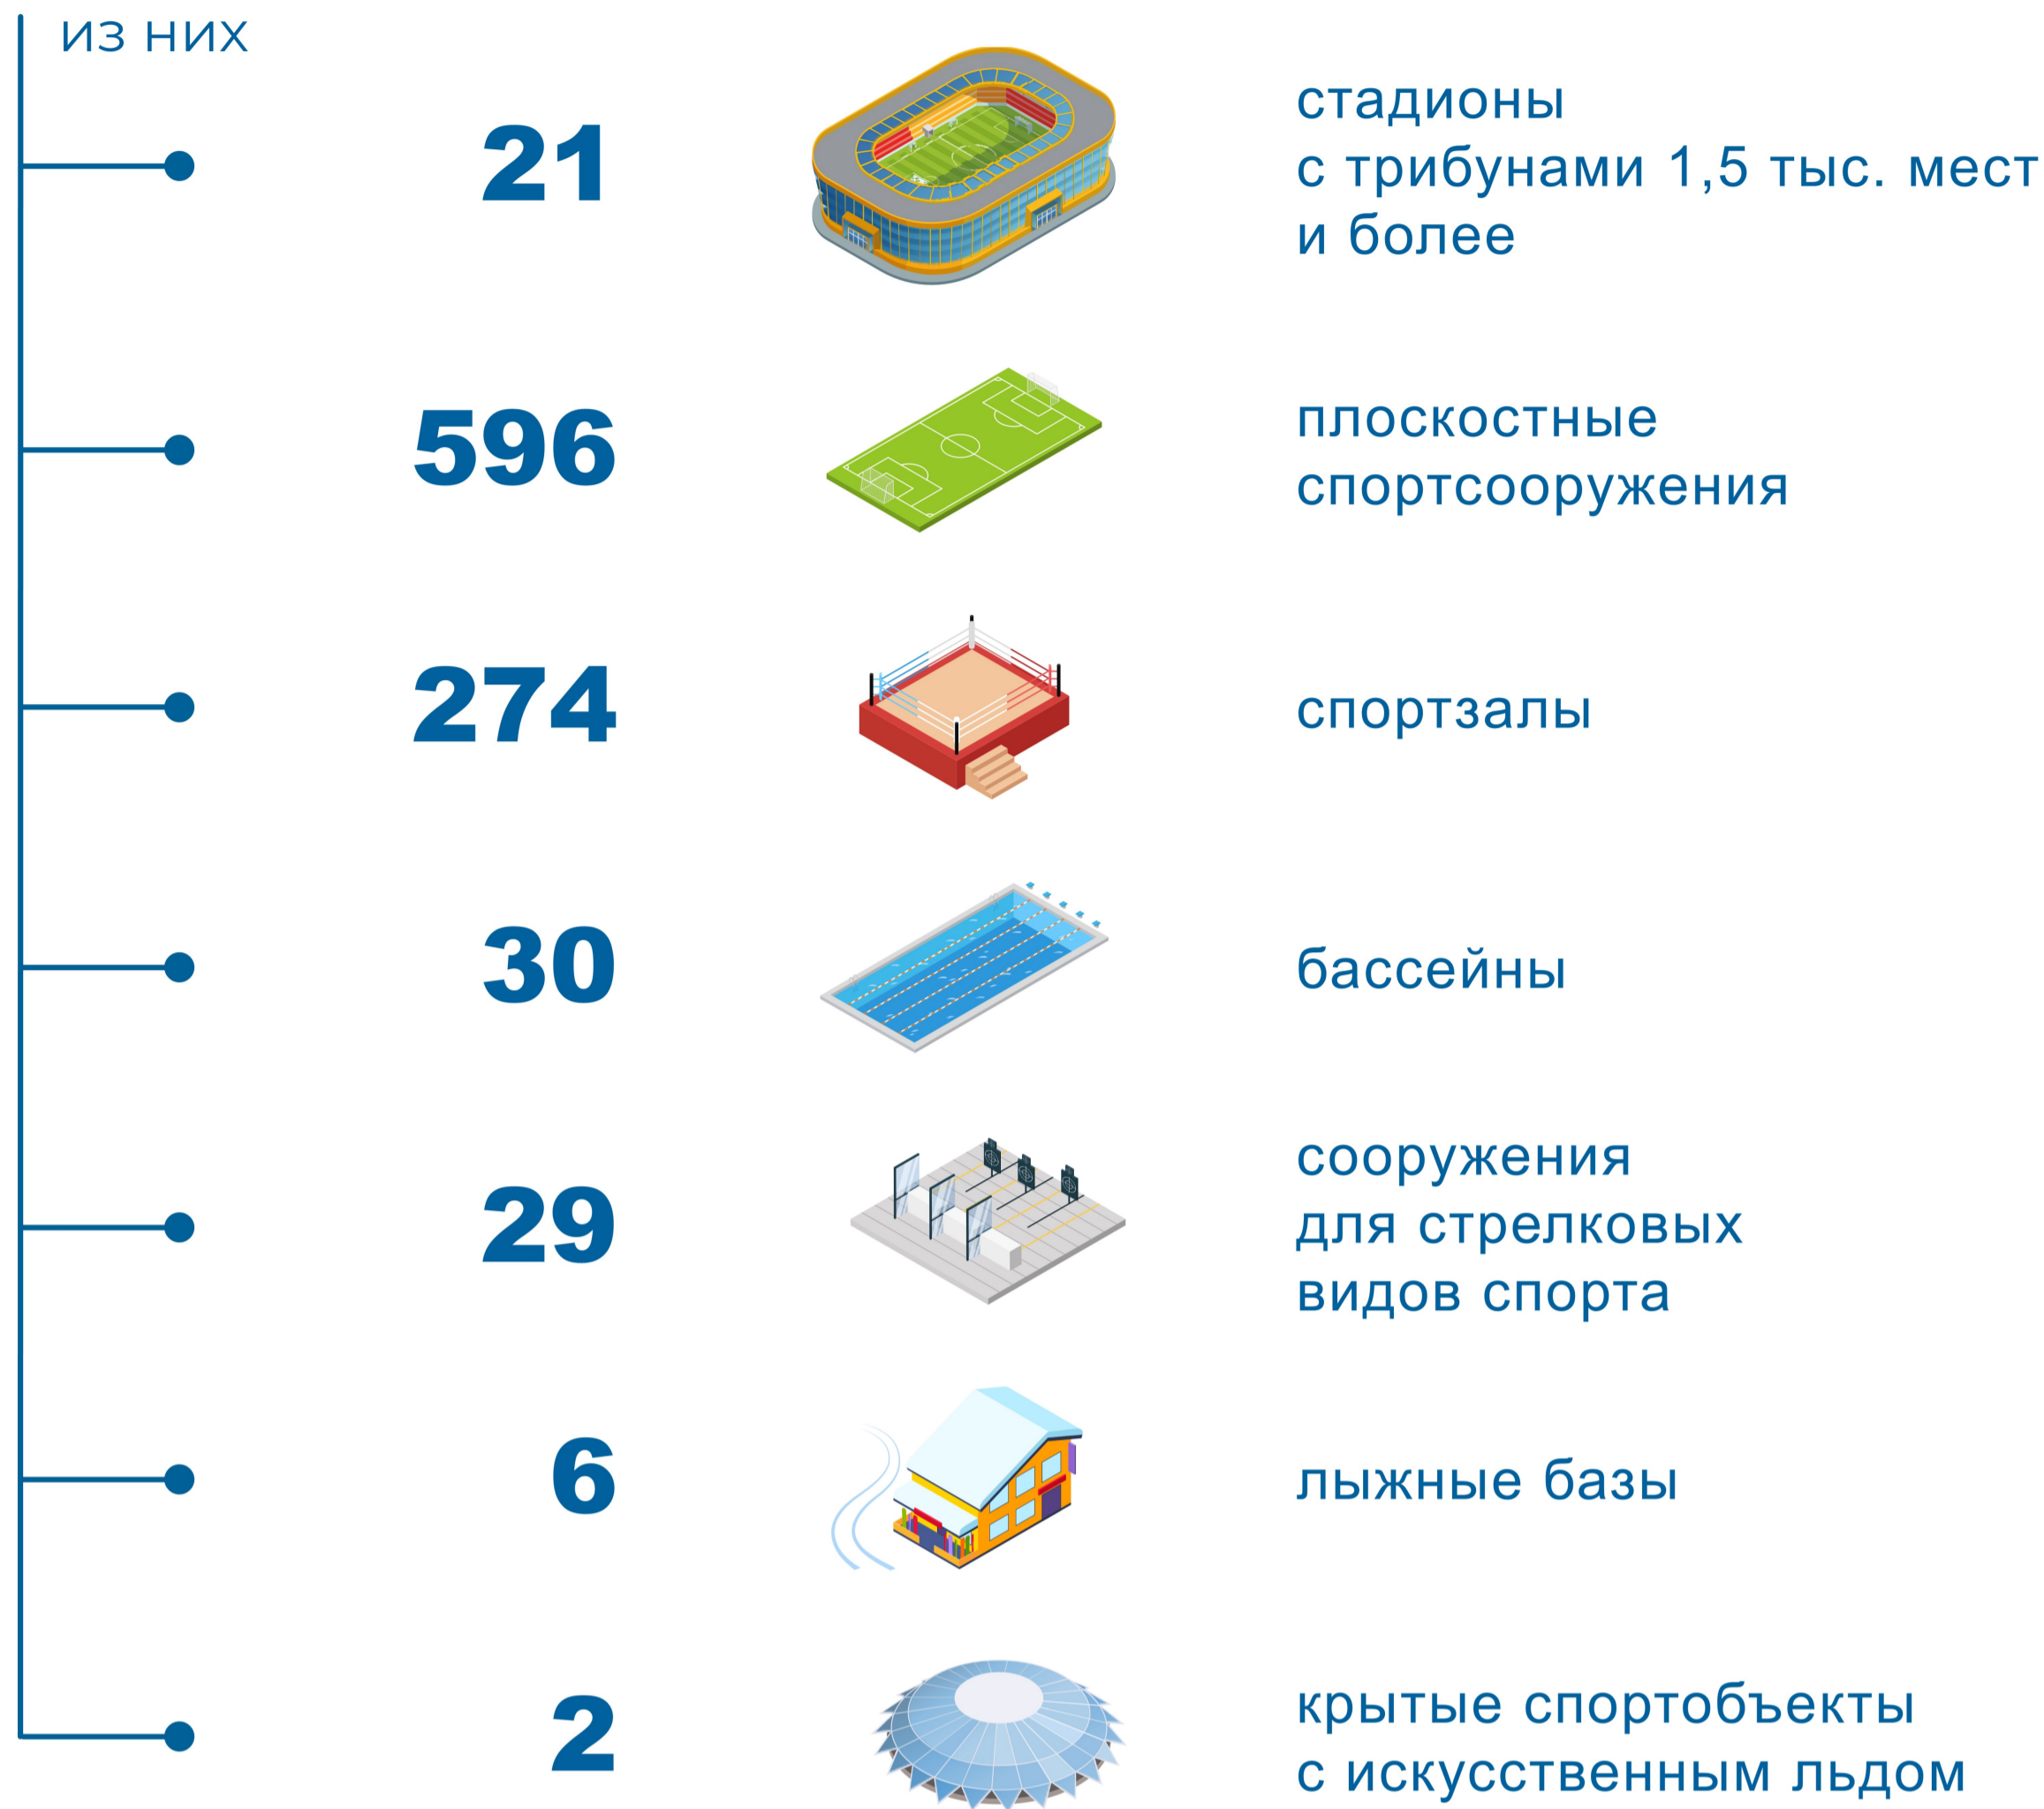 из них
21
стадионы
с трибунами 1,5 тыс. мест
и более
596
плоскостные
спортсооружения
274
спортзалы
30
бассейны
29
сооружения
для стрелковых
видов спорта
6
лыжные базы
2
крытые спортобъекты
с искусственным льдом